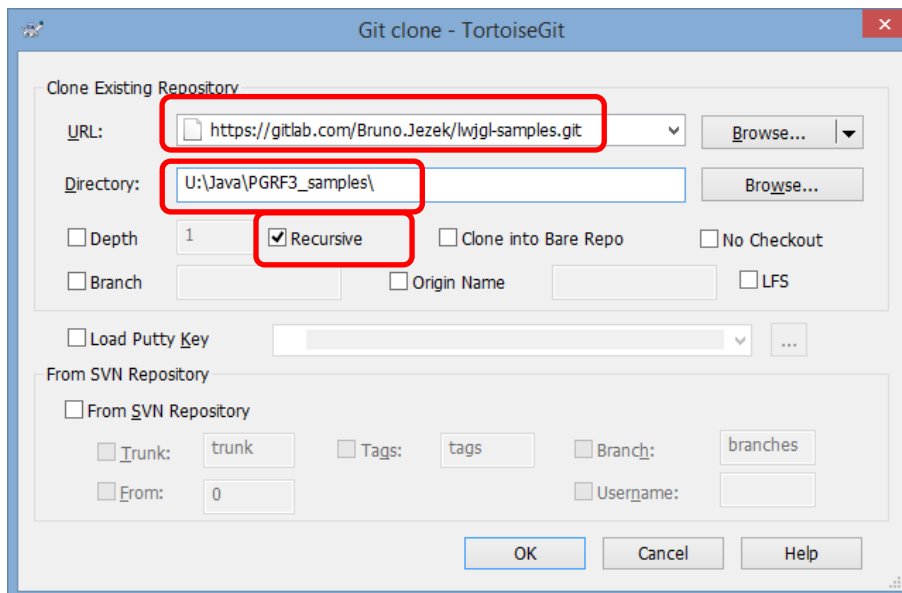 Git clone - TortoiseGit
Clone Existing Repository
URL: https://gitlab.com/Bruno.Jezek/lwjgl-samples.git Browse...
Directory: U:\Java\PGRF3_samples\ Browse...
Depth 1 Recursive Clone into Bare Repo No Checkout
Branch Origin Name LFS
Load Putty Key ...
From SVN Repository
From SVN Repository
Trunk: trunk Tags: tags Branch: branches
From: 0 Username:
OK Cancel Help